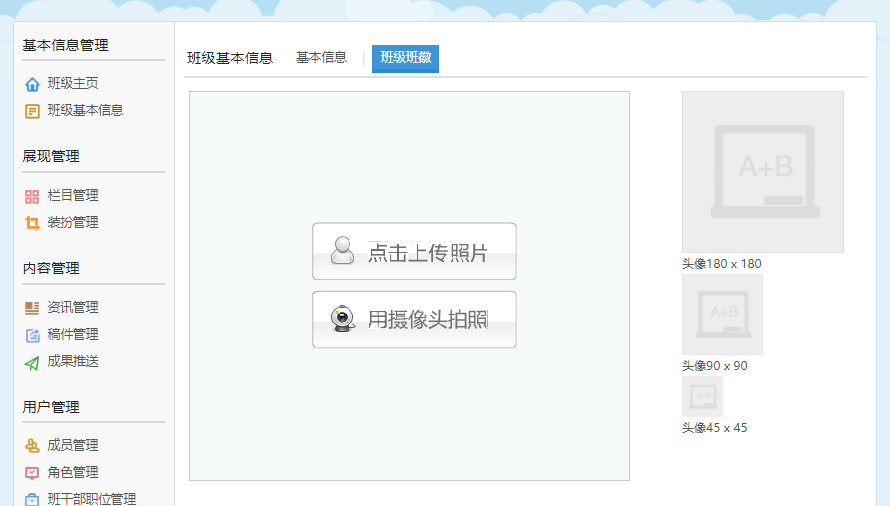 基本信息管理
班级主页
班级基本信息
展现管理
栏目管理
装扮管理
内容管理
资讯管理
稿件管理
成果推送
用户管理
成员管理
角色管理
班干部职位管理
班级基本信息 基本信息 | 班级班徽
点击上传照片
用摄像头拍照
A+B
头像180 x 180
A+B
头像90 x 90
A+B
头像45 x 45